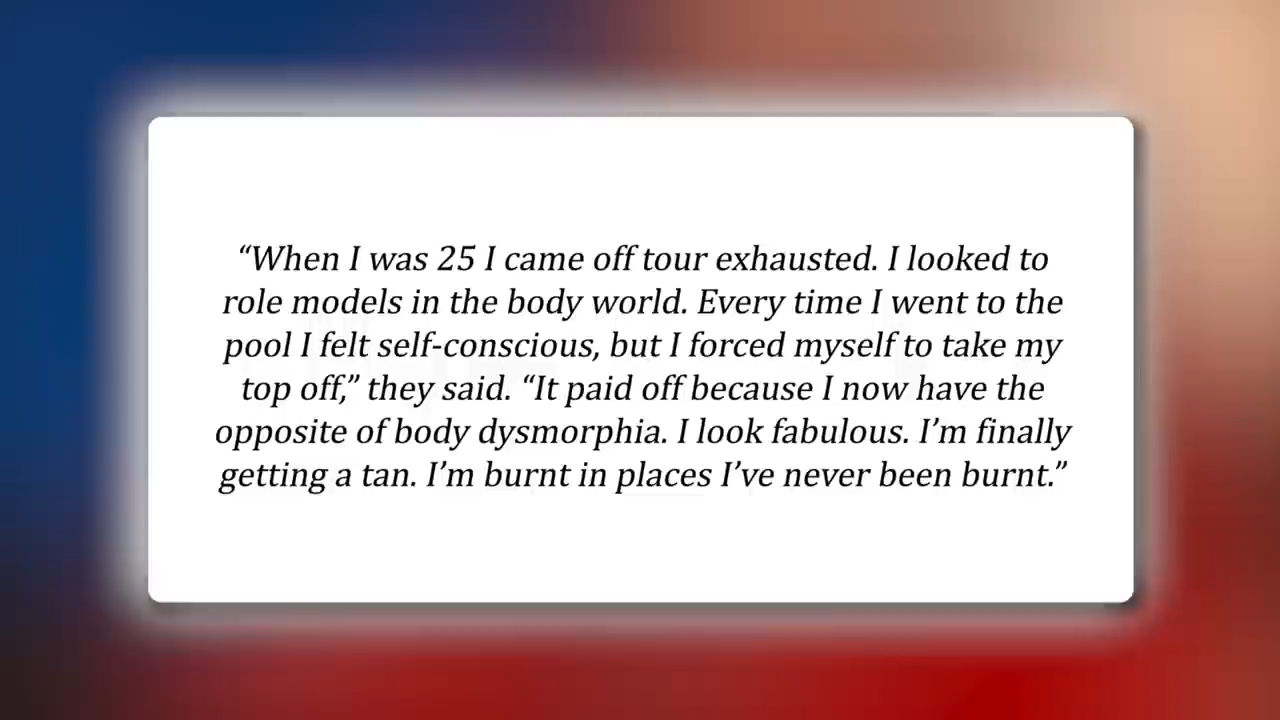 “When I was 25 I came off tour exhausted. I looked to
role models in the body world. Every time I went to the
pool I felt self-conscious, but I forced myself to take my
top off,” they said. “It paid off because I now have the
opposite of body dysmorphia. I look fabulous. I’m finally
getting a tan. I’m burnt in places I’ve never been burnt.”